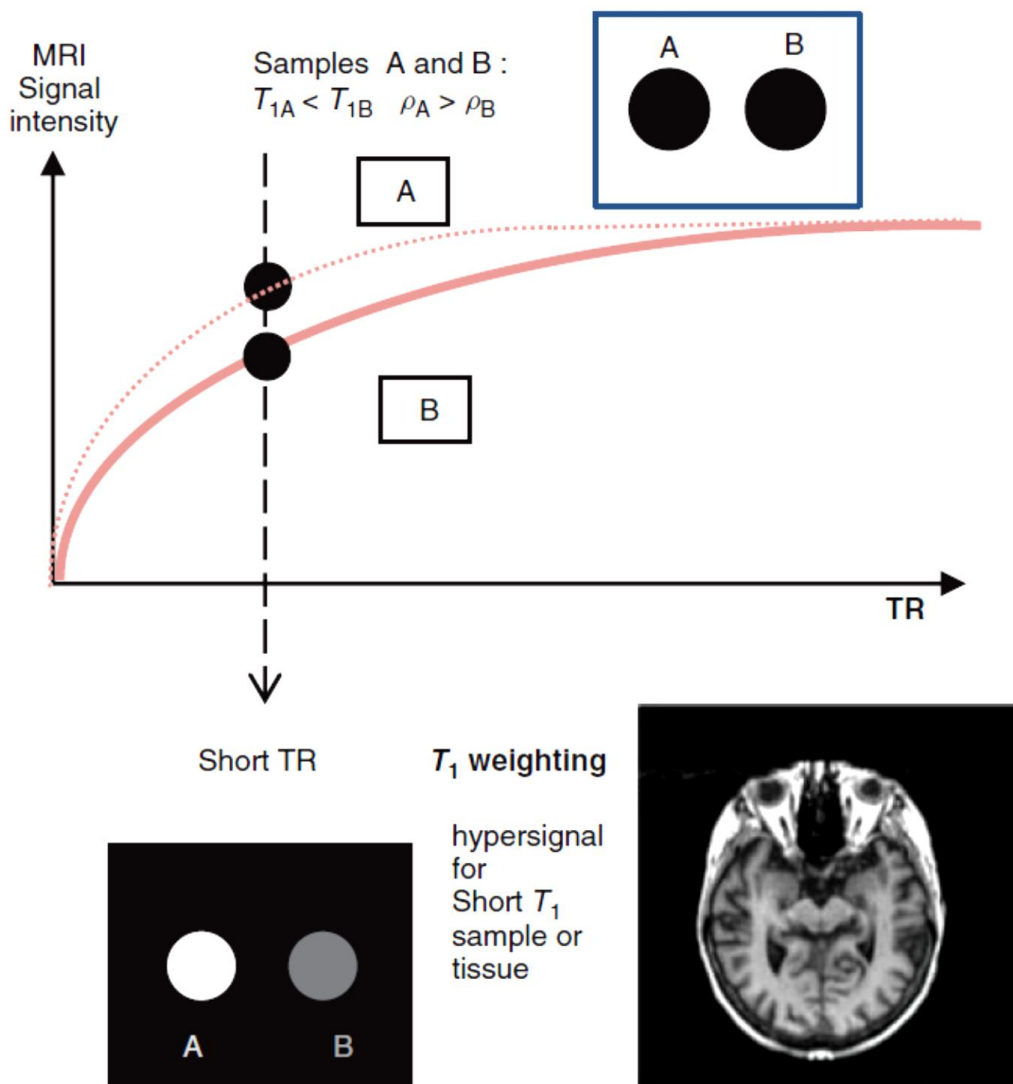 MRI
Signal
intensity
Samples A and B :
T₁A < T₁B ρA > ρB
A B
A
B
TR
Short TR
T₁ weighting
hypersignal
for
Short T₁
sample or
tissue
A B